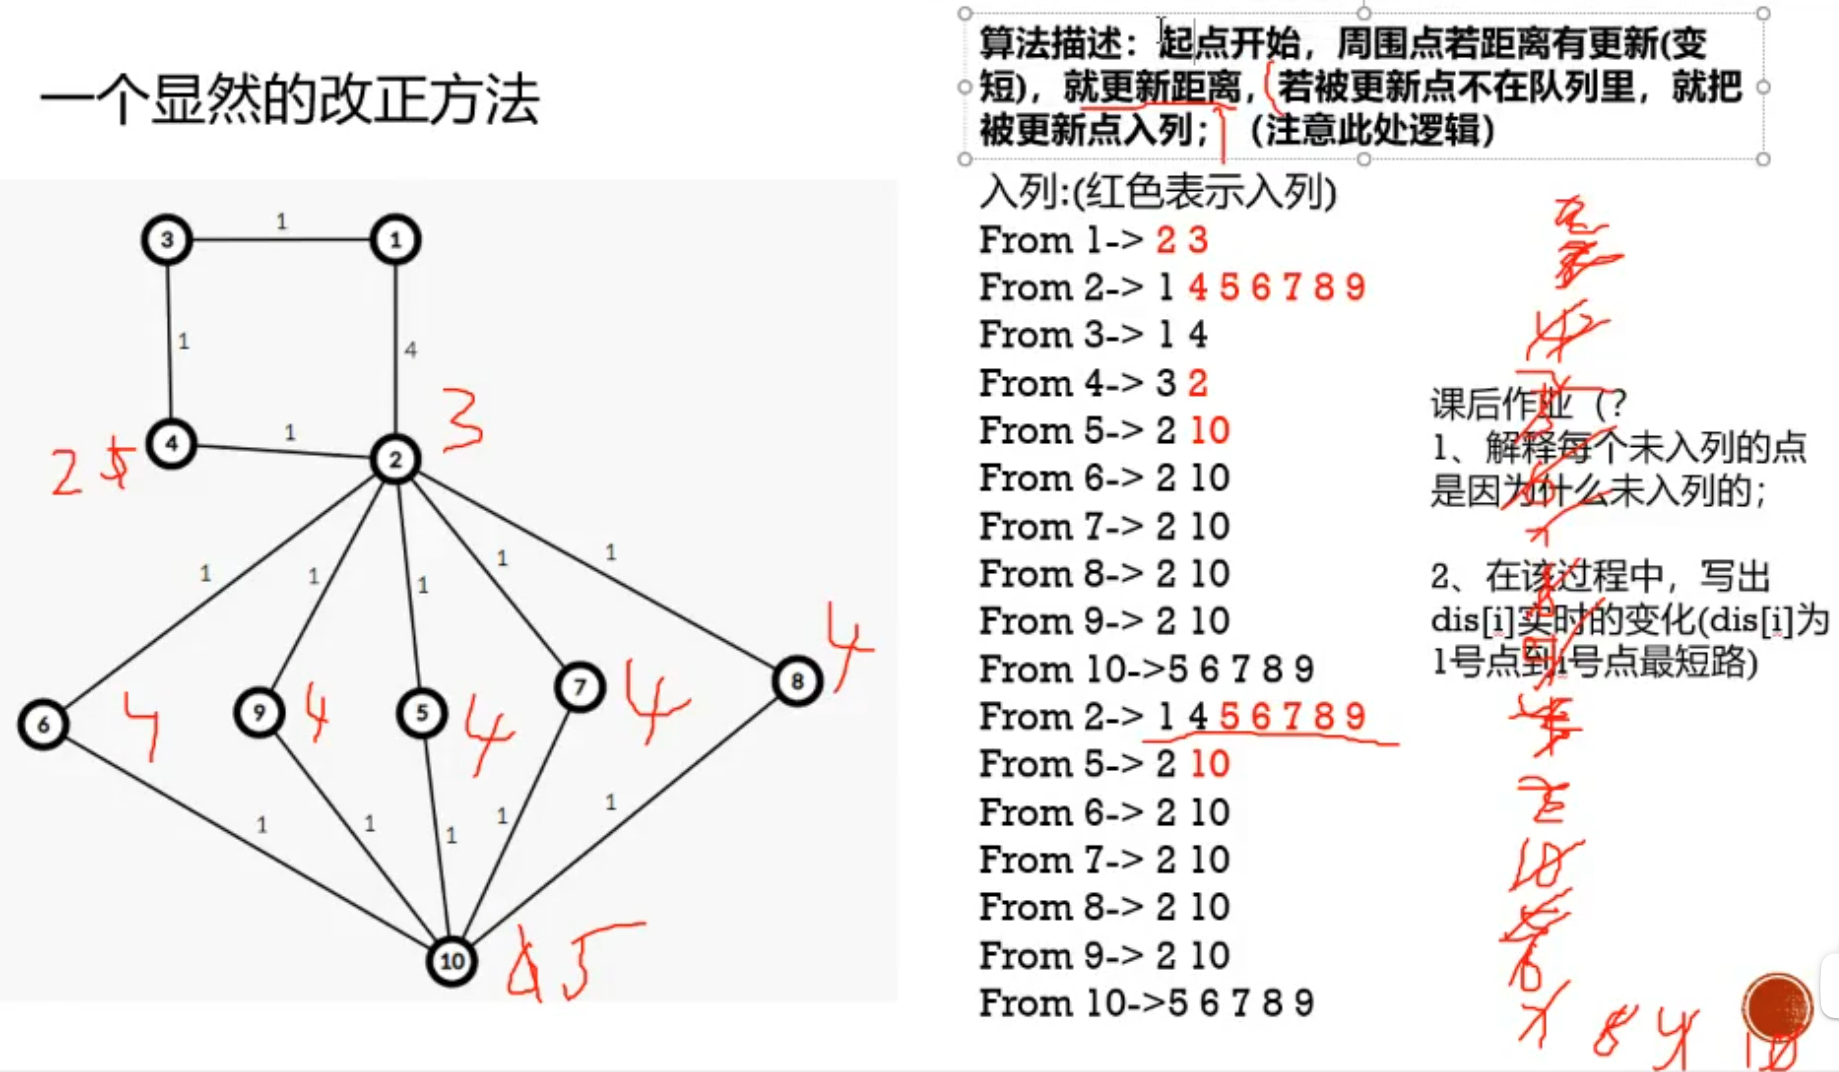 一个显然的改正方法
算法描述：起点开始，周围点若距离有更新(变
短)，就更新距离，若被更新点不在队列里，就把
被更新点入列；（注意此处逻辑）
入列:(红色表示入列)
From 1-> 2 3
From 2-> 1 4 5 6 7 8 9
From 3-> 1 4
From 4-> 3 2
From 5-> 2 10
From 6-> 2 10
From 7-> 2 10
From 8-> 2 10
From 9-> 2 10
From 10->5 6 7 8 9
From 2-> 1 4 5 6 7 8 9
From 5-> 2 10
From 6-> 2 10
From 7-> 2 10
From 8-> 2 10
From 9-> 2 10
From 10->5 6 7 8 9
课后作业（?
1、解释每个未入列的点
是因为什么未入列的；
2、在该过程中，写出
dis[i]实时的变化(dis[i]为
1号点到i号点最短路)
3
1
1
1
4
4
1
2
3
2
1
1
1
1
1
6
4
9
4
5
4
7
4
8
4
1
1
1
1
1
10
5